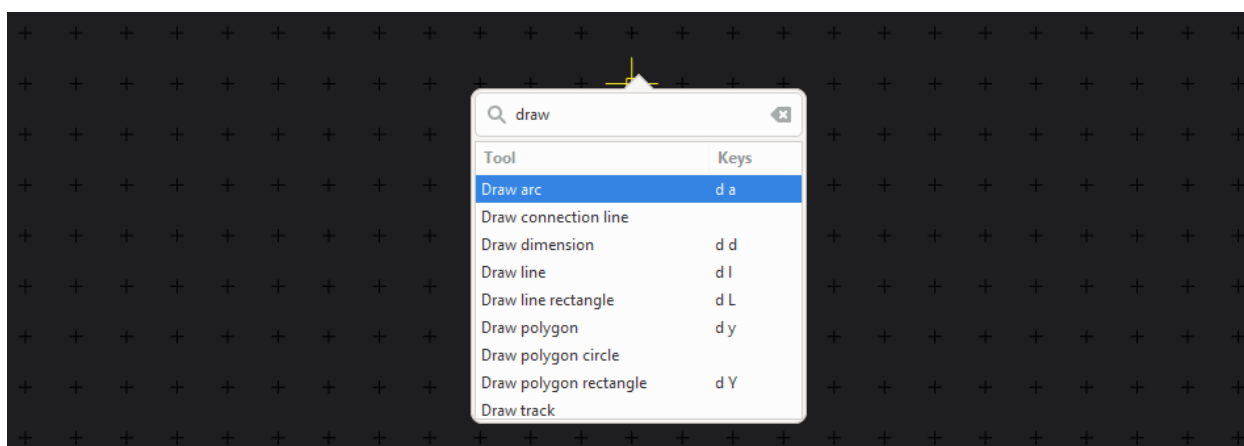 draw
Tool Keys
Draw arc d a
Draw connection line
Draw dimension d d
Draw line d l
Draw line rectangle d L
Draw polygon d y
Draw polygon circle
Draw polygon rectangle d Y
Draw track